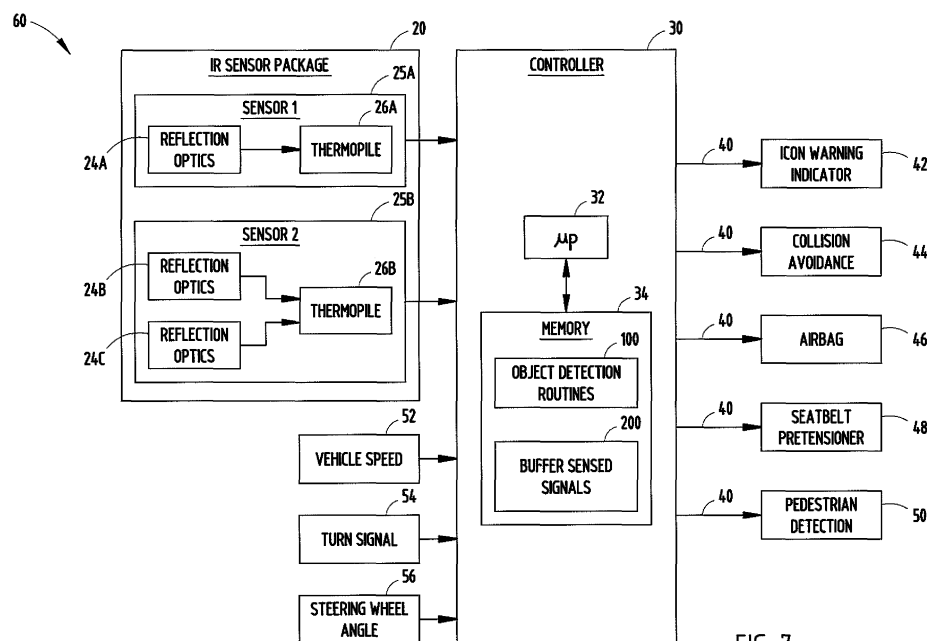 60
20
IR SENSOR PACKAGE
25A
SENSOR 1
26A
REFLECTION
OPTICS
THERMOPILE
24A
25B
SENSOR 2
24B
REFLECTION
OPTICS
26B
THERMOPILE
24C
REFLECTION
OPTICS
52
VEHICLE SPEED
54
TURN SIGNAL
56
STEERING WHEEL
ANGLE
30
CONTROLLER
32
μp
34
MEMORY
100
OBJECT DETECTION
ROUTINES
200
BUFFER SENSED
SIGNALS
40
ICON WARNING
INDICATOR
42
40
COLLISION
AVOIDANCE
44
40
AIRBAG
46
40
SEATBELT
PRETENSIONER
48
40
PEDESTRIAN
DETECTION
50